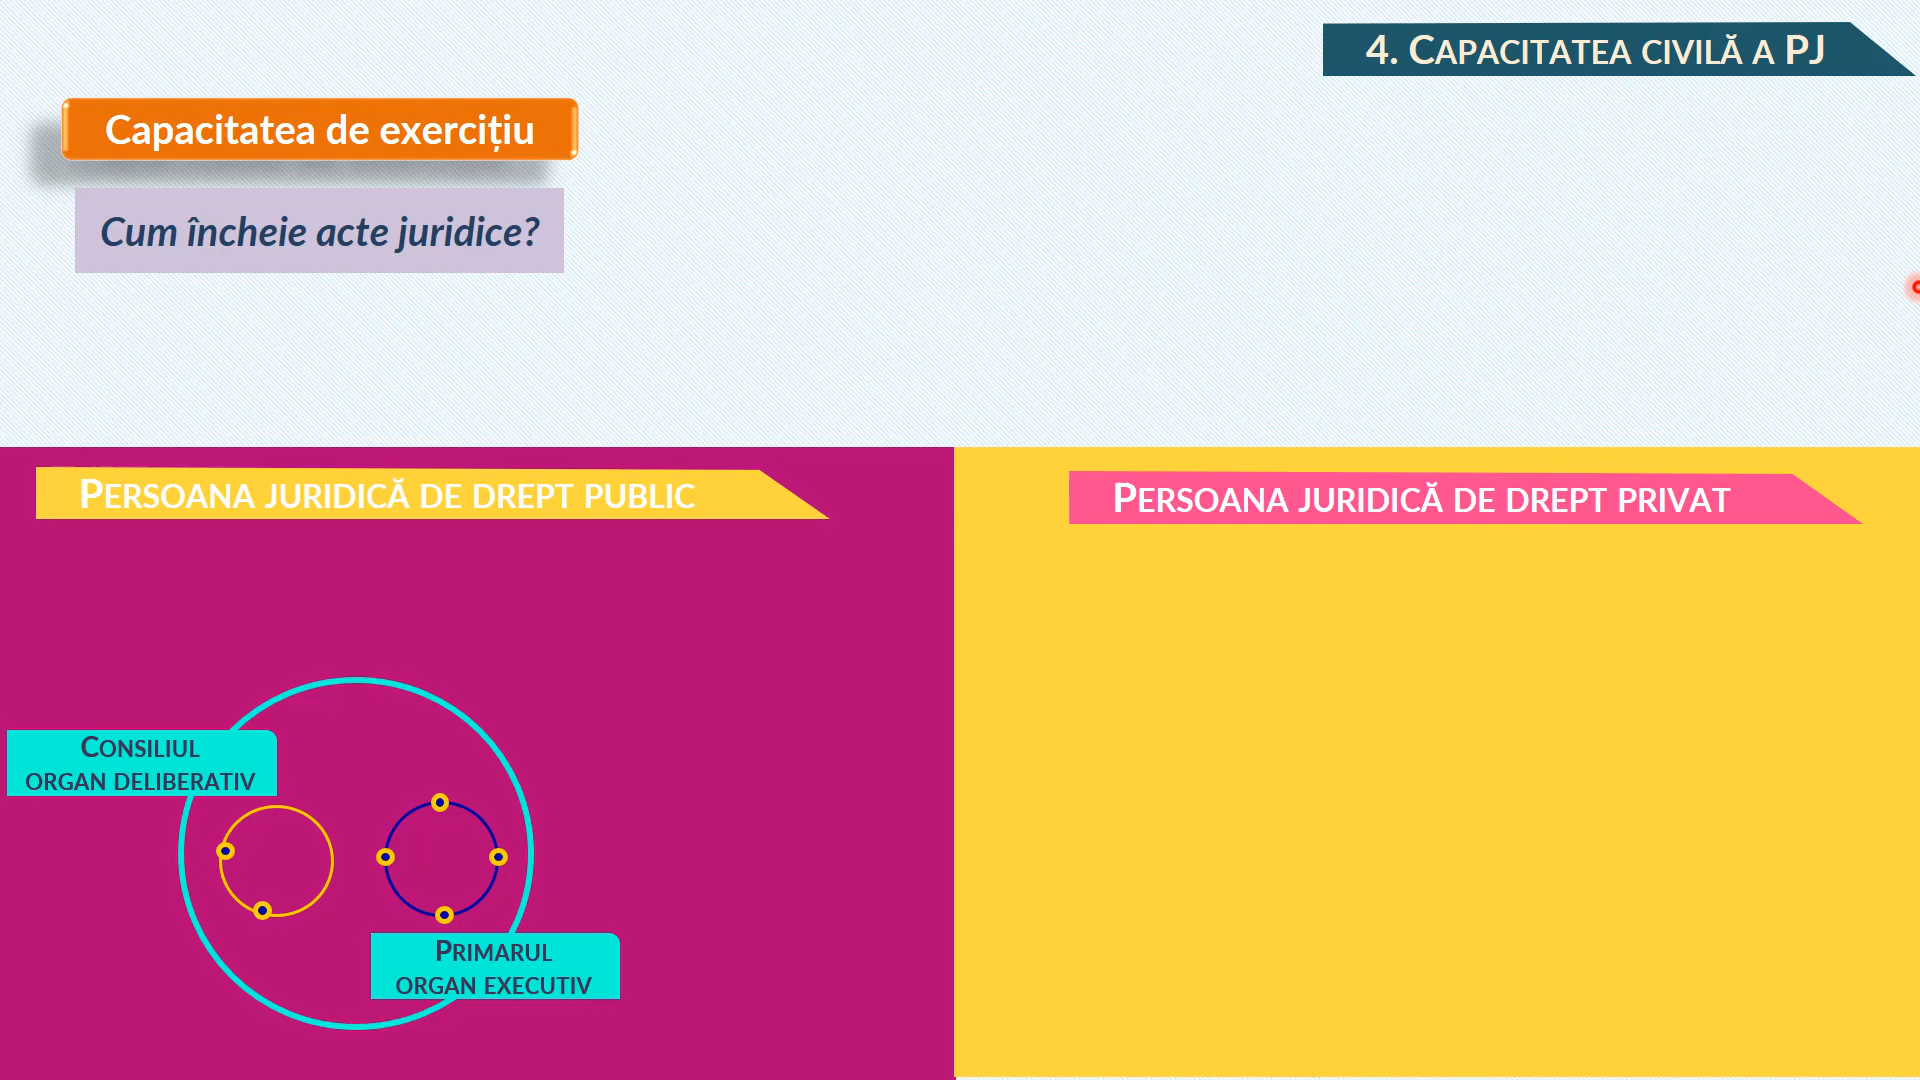 4. Capacitatea civilă a PJ
Capacitatea de exercițiu
Cum încheie acte juridice?
Persoana juridică de drept public
Persoana juridică de drept privat
Consiliul
organ deliberativ
Primarul
organ executiv